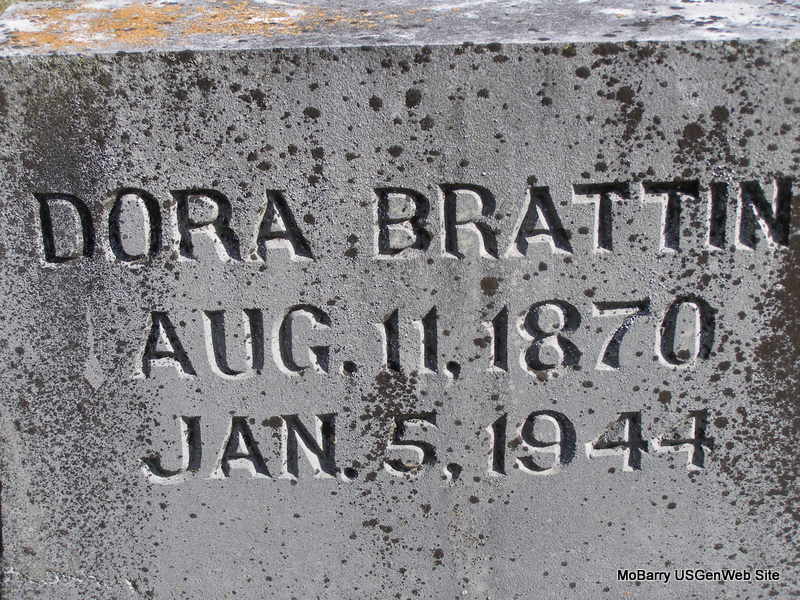 DORA BRATTIN
AUG. 11, 1870
JAN. 5, 1944
MoBarry USGenWeb Site